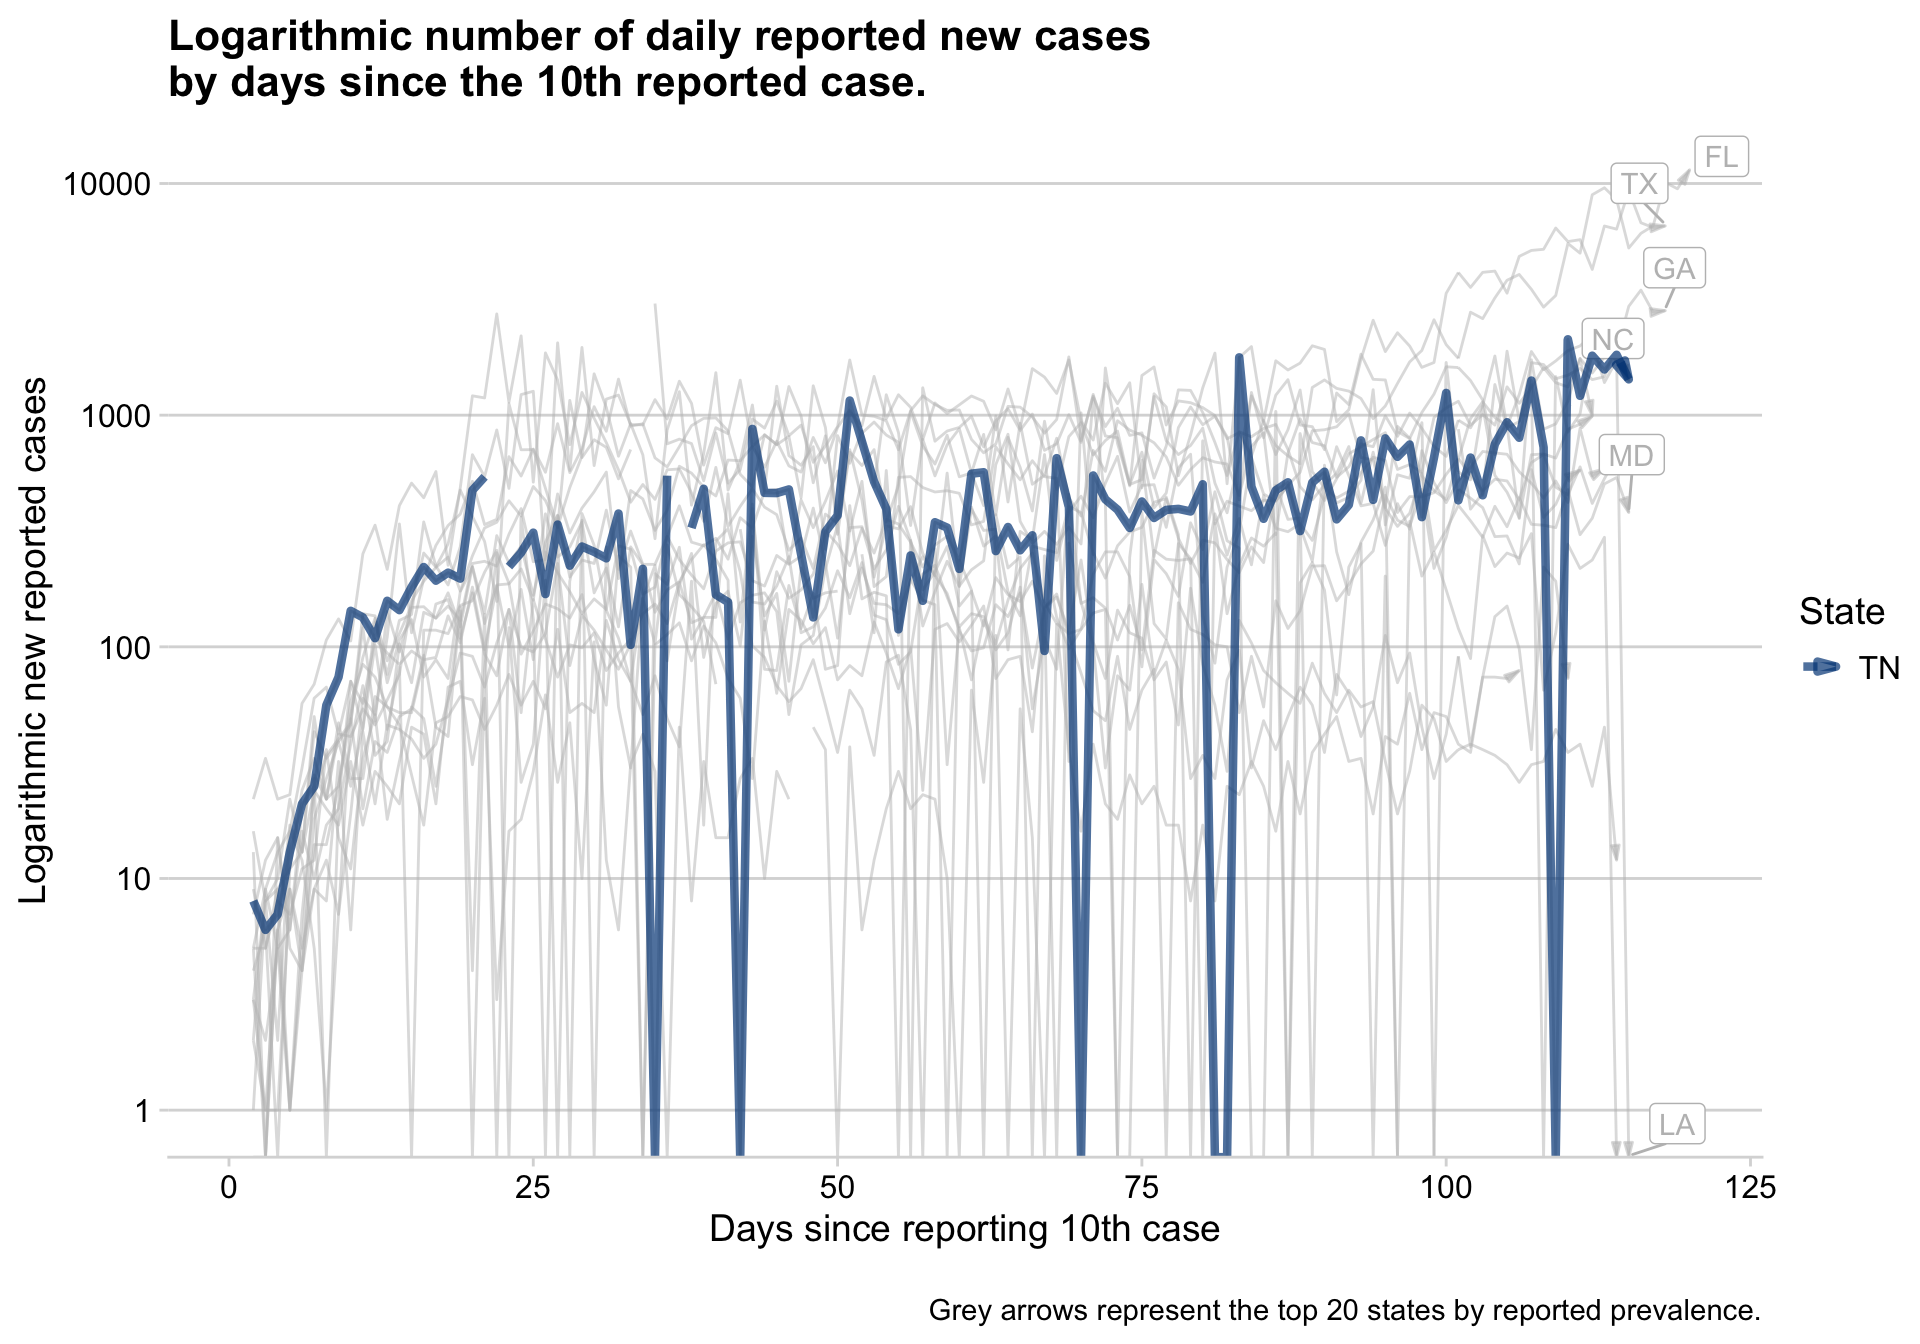 Logarithmic number of daily reported new cases
by days since the 10th reported case.
Logarithmic new reported cases
10000
1000
100
10
1
FL
TX
GA
NC
MD
LA
State
TN
0 25 50 75 100 125
Days since reporting 10th case
Grey arrows represent the top 20 states by reported prevalence.